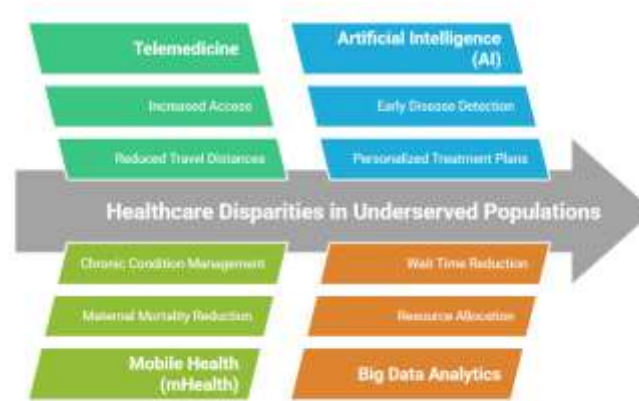 Telemedicine
Increased Access
Reduced Travel Distances
Artificial Intelligence
(AI)
Early Disease Detection
Personalized Treatment Plans
Healthcare Disparities in Underserved Populations
Chronic Condition Management
Maternal Mortality Reduction
Mobile Health
(mHealth)
Wait Time Reduction
Resource Allocation
Big Data Analytics